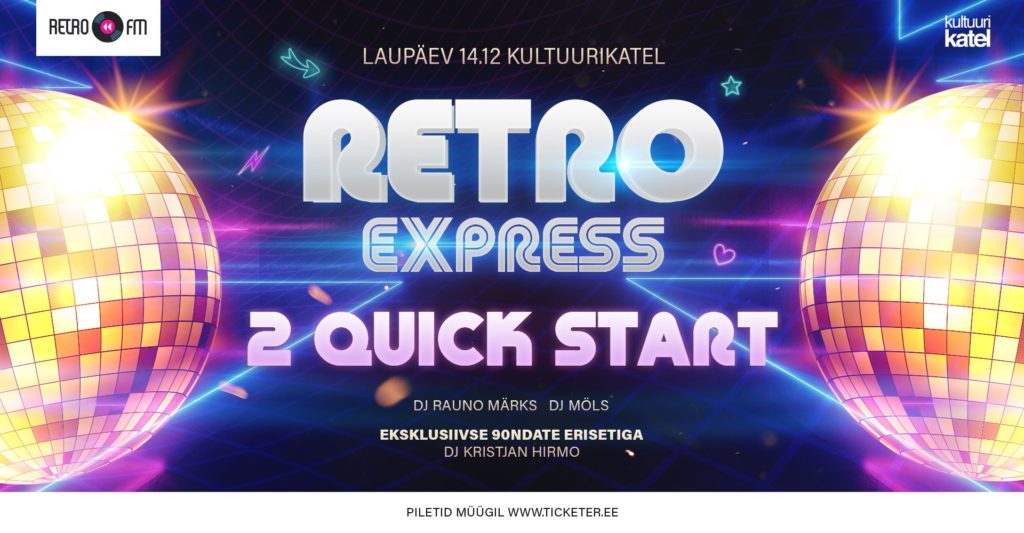 RETRO FM
kultuuri
katel
LAUPÄEV 14.12 KULTUURIKATEL
RETRO
EXPRESS
2 QUICK START
DJ RAUNO MÄRKS DJ MÖLS
EKSKLUSIIVSE 90NDATE ERISETIGA
DJ KRISTJAN HIRMO
PILETID MÜÜGIL WWW.TICKETER.EE